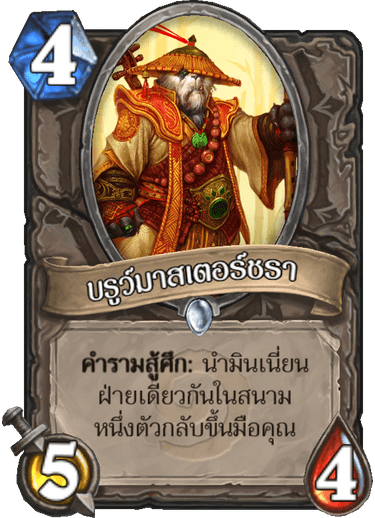 4
บรูว์มาสเตอร์ชรา
คำรามสู้ศึก: นำมินเนี่ยน
ฝ่ายเดียวกันในสนาม
หนึ่งตัวกลับขึ้นมือคุณ
5
4